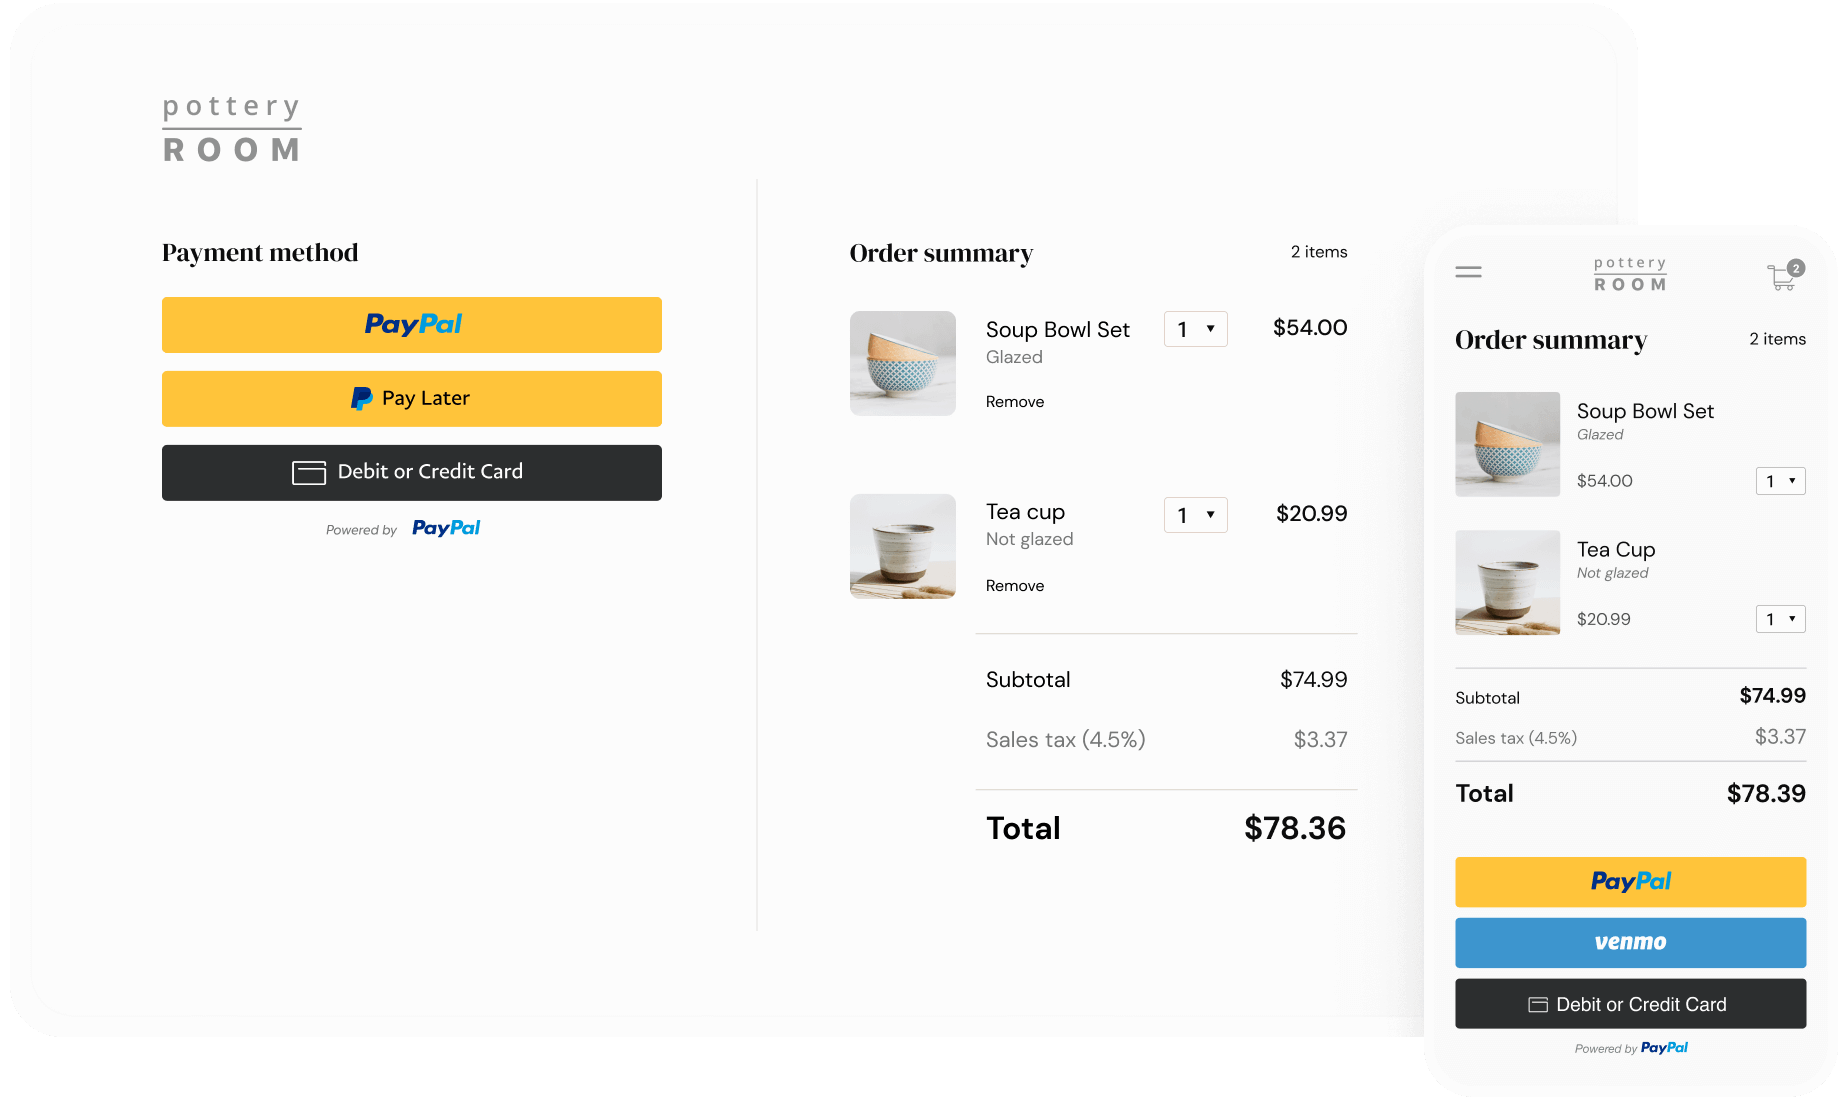 pottery
ROOM
Payment method
PayPal
Pay Later
Debit or Credit Card
Powered by PayPal
Order summary 2 items
Soup Bowl Set 1 $54.00
Glazed
Remove
Tea cup 1 $20.99
Not glazed
Remove
Subtotal $74.99
Sales tax (4.5%) $3.37
Total $78.36
pottery
ROOM
2
Order summary 2 items
Soup Bowl Set
Glazed
$54.00 1
Tea Cup
Not glazed
$20.99 1
Subtotal $74.99
Sales tax (4.5%) $3.37
Total $78.39
PayPal
venmo
Debit or Credit Card
Powered by PayPal